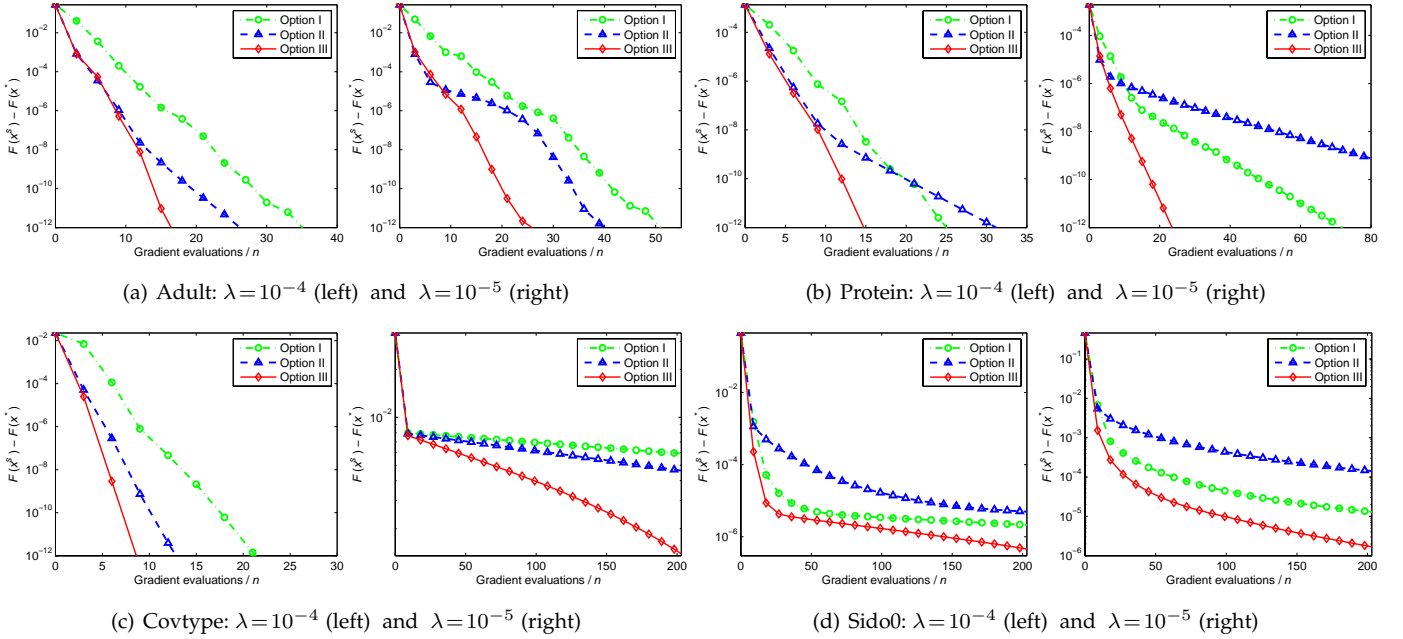 Option I
Option II
Option III
10^{-2}
10^{-4}
10^{-6}
10^{-8}
10^{-10}
10^{-12}
F (x^s) − F (x^*)
0 10 20 30 40
Gradient evaluations / n
Option I
Option II
Option III
10^{-2}
10^{-4}
10^{-6}
10^{-8}
10^{-10}
10^{-12}
F (x^s) − F (x^*)
0 10 20 30 40 50
Gradient evaluations / n
(a) Adult: λ=10^{-4} (left) and λ=10^{-5} (right)
Option I
Option II
Option III
10^{-4}
10^{-6}
10^{-8}
10^{-10}
10^{-12}
F (x^s) − F (x^*)
0 5 10 15 20 25 30 35
Gradient evaluations / n
Option I
Option II
Option III
10^{-4}
10^{-6}
10^{-8}
10^{-10}
10^{-12}
F (x^s) − F (x^*)
0 20 40 60 80
Gradient evaluations / n
(b) Protein: λ=10^{-4} (left) and λ=10^{-5} (right)
Option I
Option II
Option III
10^{-2}
10^{-4}
10^{-6}
10^{-8}
10^{-10}
10^{-12}
F (x^s) − F (x^*)
0 5 10 15 20 25 30
Gradient evaluations / n
Option I
Option II
Option III
10^{-2}
F (x^s) − F (x^*)
0 50 100 150 200
Gradient evaluations / n
(c) Covtype: λ=10^{-4} (left) and λ=10^{-5} (right)
Option I
Option II
Option III
10^{-2}
10^{-4}
10^{-6}
F (x^s) − F (x^*)
0 50 100 150 200
Gradient evaluations / n
Option I
Option II
Option III
10^{-1}
10^{-2}
10^{-3}
10^{-4}
10^{-5}
10^{-6}
F (x^s) − F (x^*)
0 50 100 150 200
Gradient evaluations / n
(d) Sido0: λ=10^{-4} (left) and λ=10^{-5} (right)